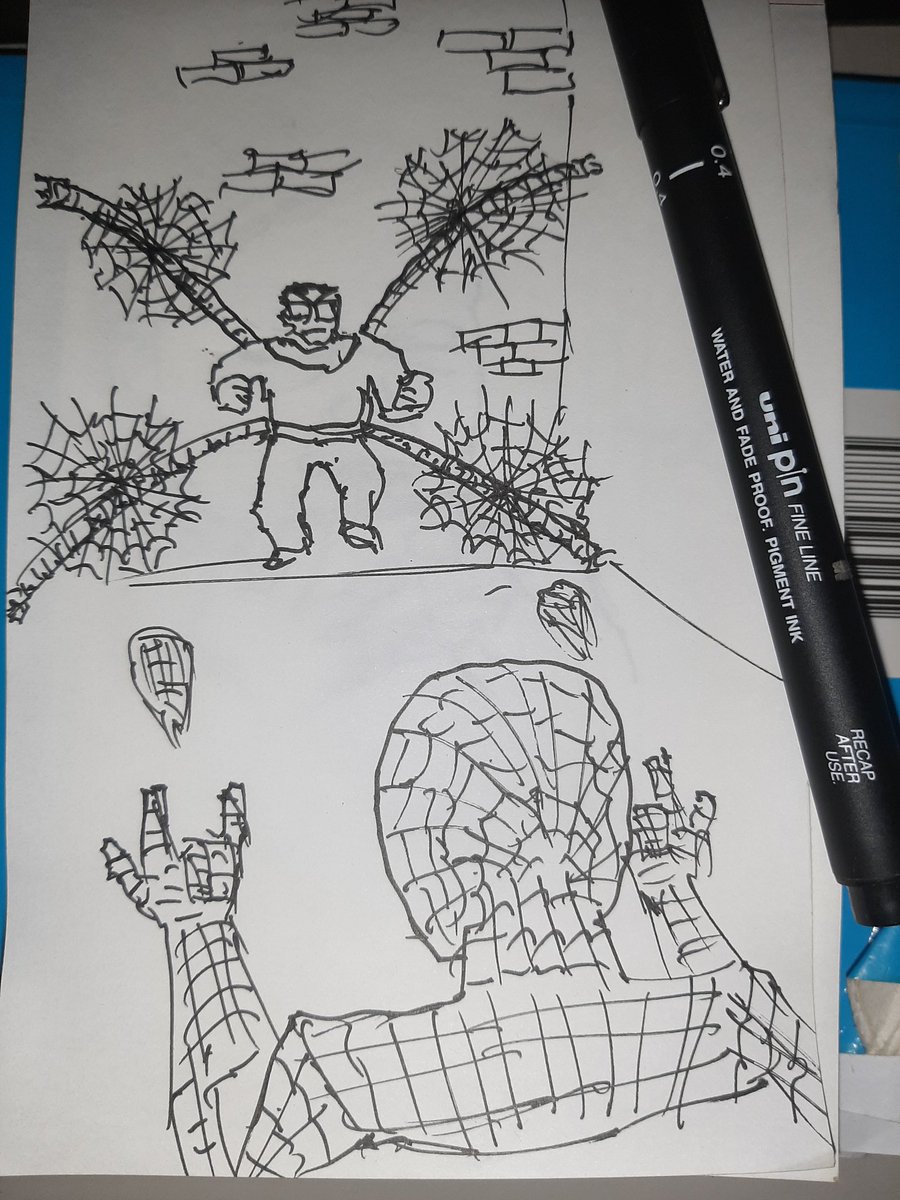 0.4
uni pin FINE LINE
WATER AND FADE PROOF. PIGMENT INK
RECAP
AFTER
USE.